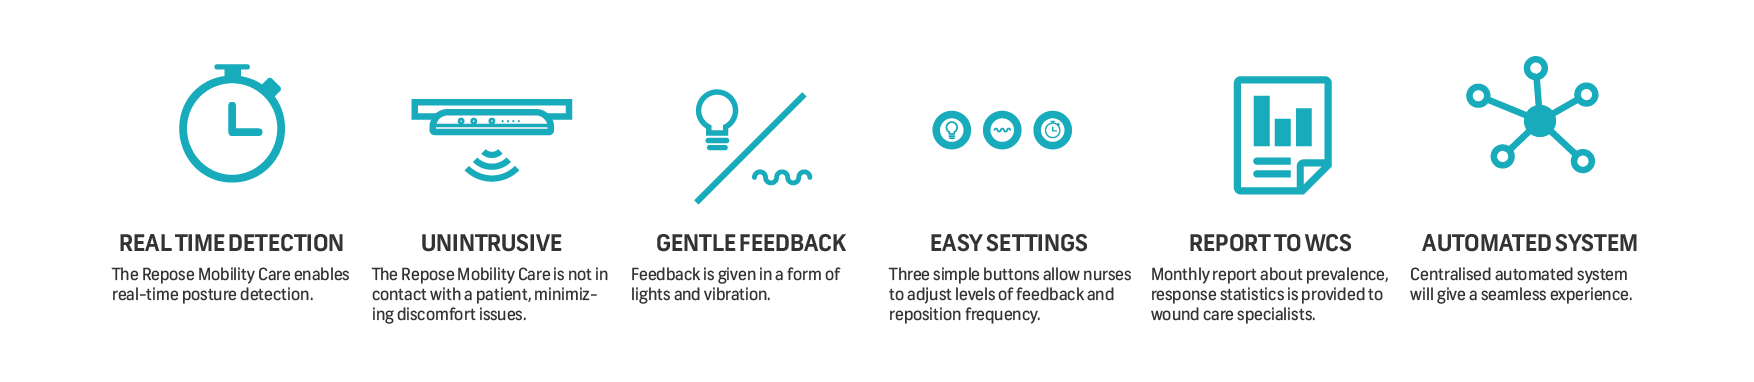 REAL TIME DETECTION
The Repose Mobility Care enables
real-time posture detection.
UNINTRUSIVE
The Repose Mobility Care is not in
contact with a patient, minimiz-
ing discomfort issues.
GENTLE FEEDBACK
Feedback is given in a form of
lights and vibration.
EASY SETTINGS
Three simple buttons allow nurses
to adjust levels of feedback and
reposition frequency.
REPORT TO WCS
Monthly report about prevalence,
response statistics is provided to
wound care specialists.
AUTOMATED SYSTEM
Centralised automated system
will give a seamless experience.